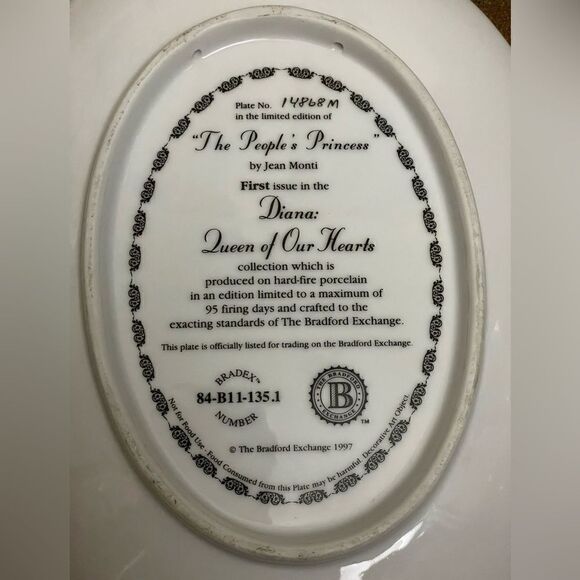 Plate No. 14868M
in the limited edition of
"The People's Princess"
by Jean Monti
First issue in the
Diana:
Queen of Our Hearts
collection which is
produced on hard-fire porcelain
in an edition limited to a maximum of
95 firing days and crafted to the
exacting standards of The Bradford Exchange.
This plate is officially listed for trading on the Bradford Exchange.
BRADEX™
84-B11-135.1
NUMBER
THE BRADFORD
B
EXCHANGE
™
Not for Food Use - Food Consumed from this Plate may be harmful. Decorative Art Object
© The Bradford Exchange 1997